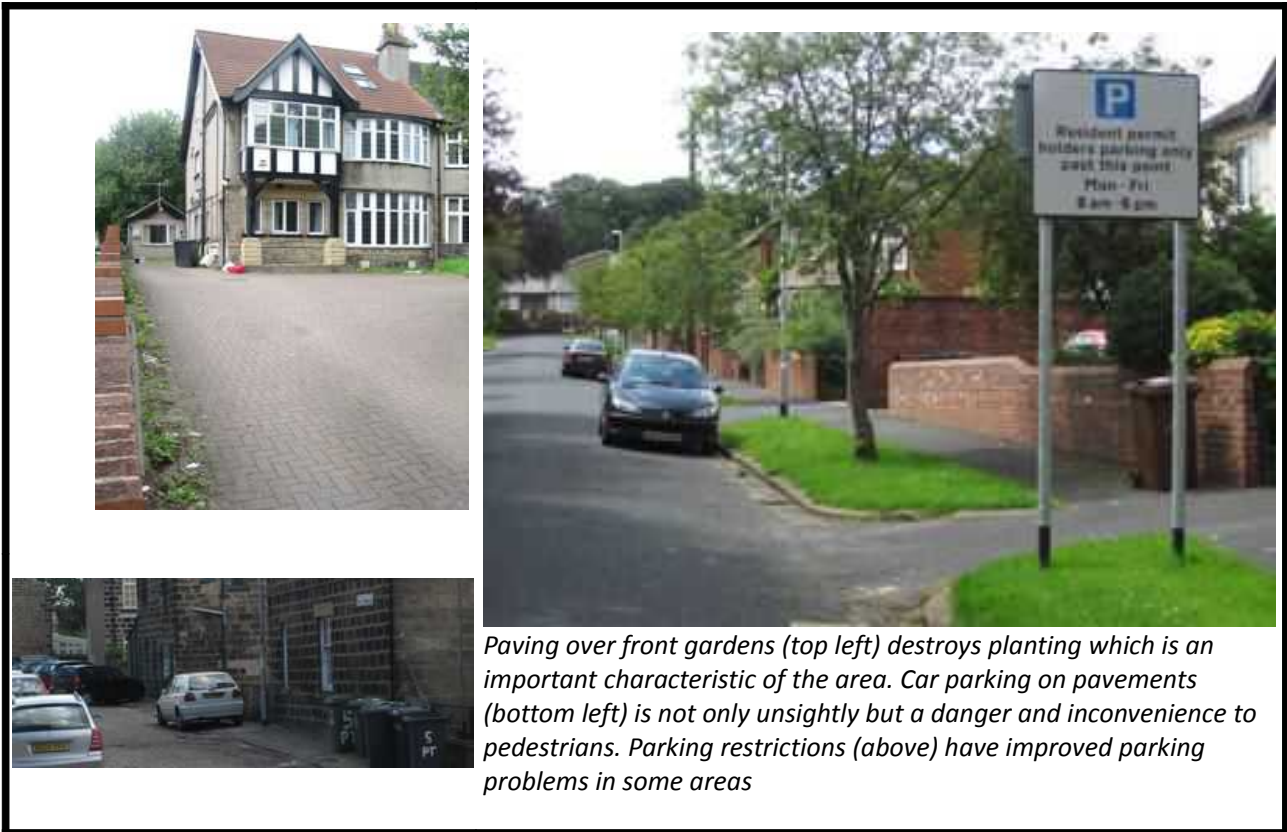 P
Resident permit
holders parking only
past this point
Mon - Fri
8 am - 6 pm
5
PT
Paving over front gardens (top left) destroys planting which is an
important characteristic of the area. Car parking on pavements
(bottom left) is not only unsightly but a danger and inconvenience to
pedestrians. Parking restrictions (above) have improved parking
problems in some areas